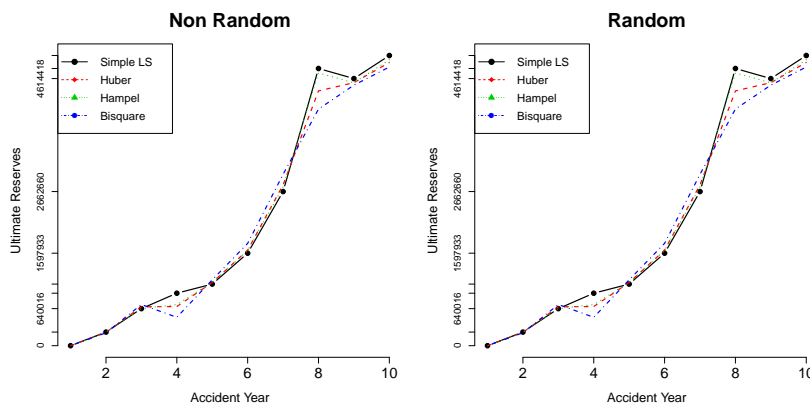 Non Random
Ultimate Reserves
4614418
2662660
1597933
640016
0
Simple LS
Huber
Hampel
Bisquare
2 4 6 8 10
Accident Year
Random
Ultimate Reserves
4614418
2662660
1597933
640016
0
Simple LS
Huber
Hampel
Bisquare
2 4 6 8 10
Accident Year